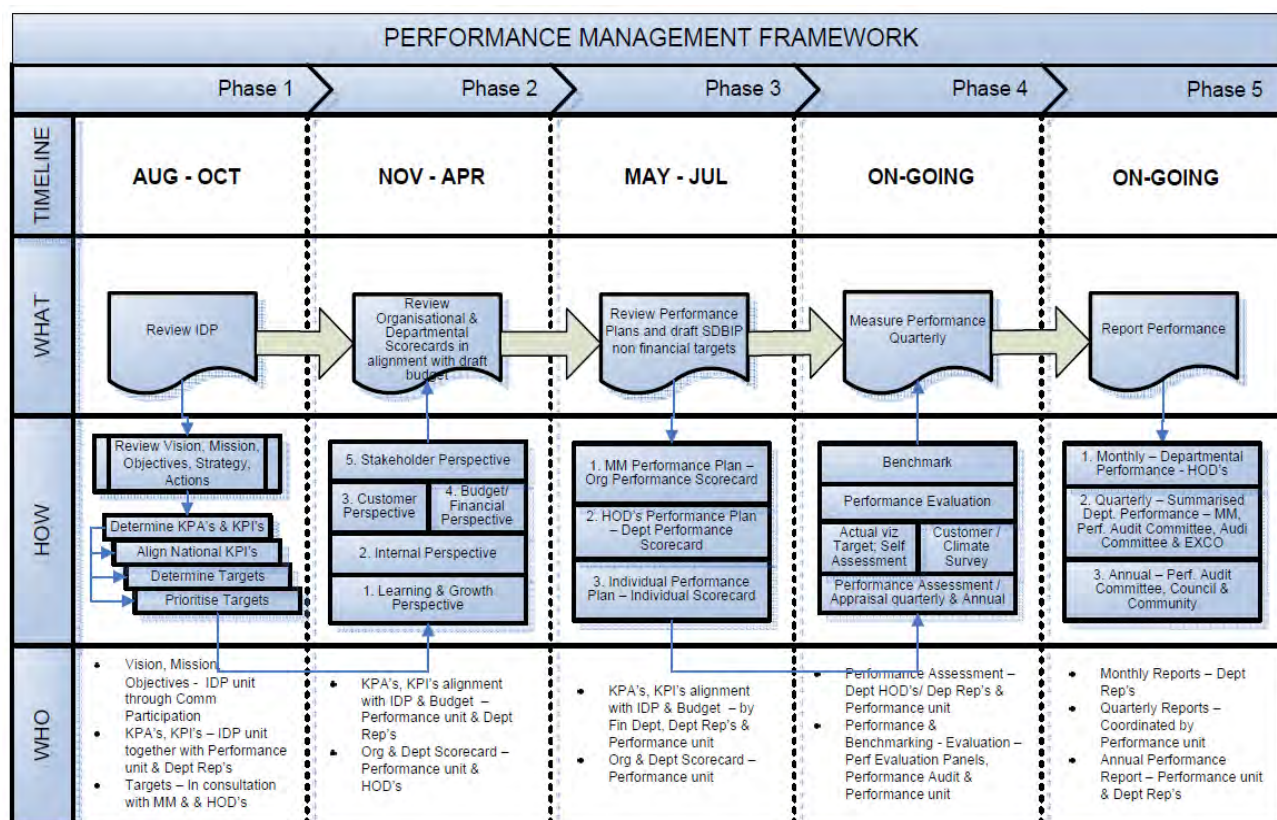 PERFORMANCE MANAGEMENT FRAMEWORK
Phase 1
Phase 2
Phase 3
Phase 4
Phase 5
TIMELINE
AUG - OCT
NOV - APR
MAY - JUL
ON-GOING
ON-GOING
WHAT
Review IDP
Review
Organisational &
Departmental
Scorecards in
alignment with draft
budget
Review Performance
Plans and draft SDBIP
non financial targets
Measure Performance
Quarterly
Report Performance
HOW
Review Vision, Mission,
Objectives, Strategy,
Actions
Determine KPA's & KPI's
Align National KPI's
Determine Targets
Prioritise Targets
5. Stakeholder Perspective
3. Customer
Perspective
4. Budget/
Financial Perspective
2. Internal Perspective
1. Learning & Growth
Perspective
1. MM Performance Plan –
Org Performance Scorecard
2. HOD's Performance Plan
– Dept Performance
Scorecard
3. Individual Performance
Plan – Individual Scorecard
Benchmark
Performance Evaluation
Actual viz
Target; Self
Assessment
Customer /
Climate
Survey
Performance Assessment /
Appraisal quarterly & Annual
1. Monthly – Departmental
Performance - HOD's
2. Quarterly – Summarised
Dept. Performance – MM,
Perf. Audit Committee, Audi
Committee & EXCO
3. Annual – Perf. Audit
Committee, Council &
Community
WHO
• Vision, Mission
Objectives - IDP unit
through Comm
Participation
• KPA's, KPI's – IDP unit
together with Performance
unit & Dept Rep's
• Targets – In consultation
with MM & & HOD's
• KPA's, KPI's alignment
with IDP & Budget –
Performance unit & Dept
Rep's
• Org & Dept Scorecard –
Performance unit &
HOD's
• KPA's, KPI's alignment
with IDP & Budget – by
Fin Dept, Dept Rep's &
Performance unit
• Org & Dept Scorecard –
Performance unit
• Performance Assessment –
Dept HOD's/ Dep Rep's &
Performance unit
• Performance &
Benchmarking - Evaluation –
Perf Evaluation Panels,
Performance Audit &
Performance unit
• Monthly Reports – Dept
Rep's
• Quarterly Reports –
Coordinated by
Performance unit
• Annual Performance
Report – Performance unit
& Dept Rep's